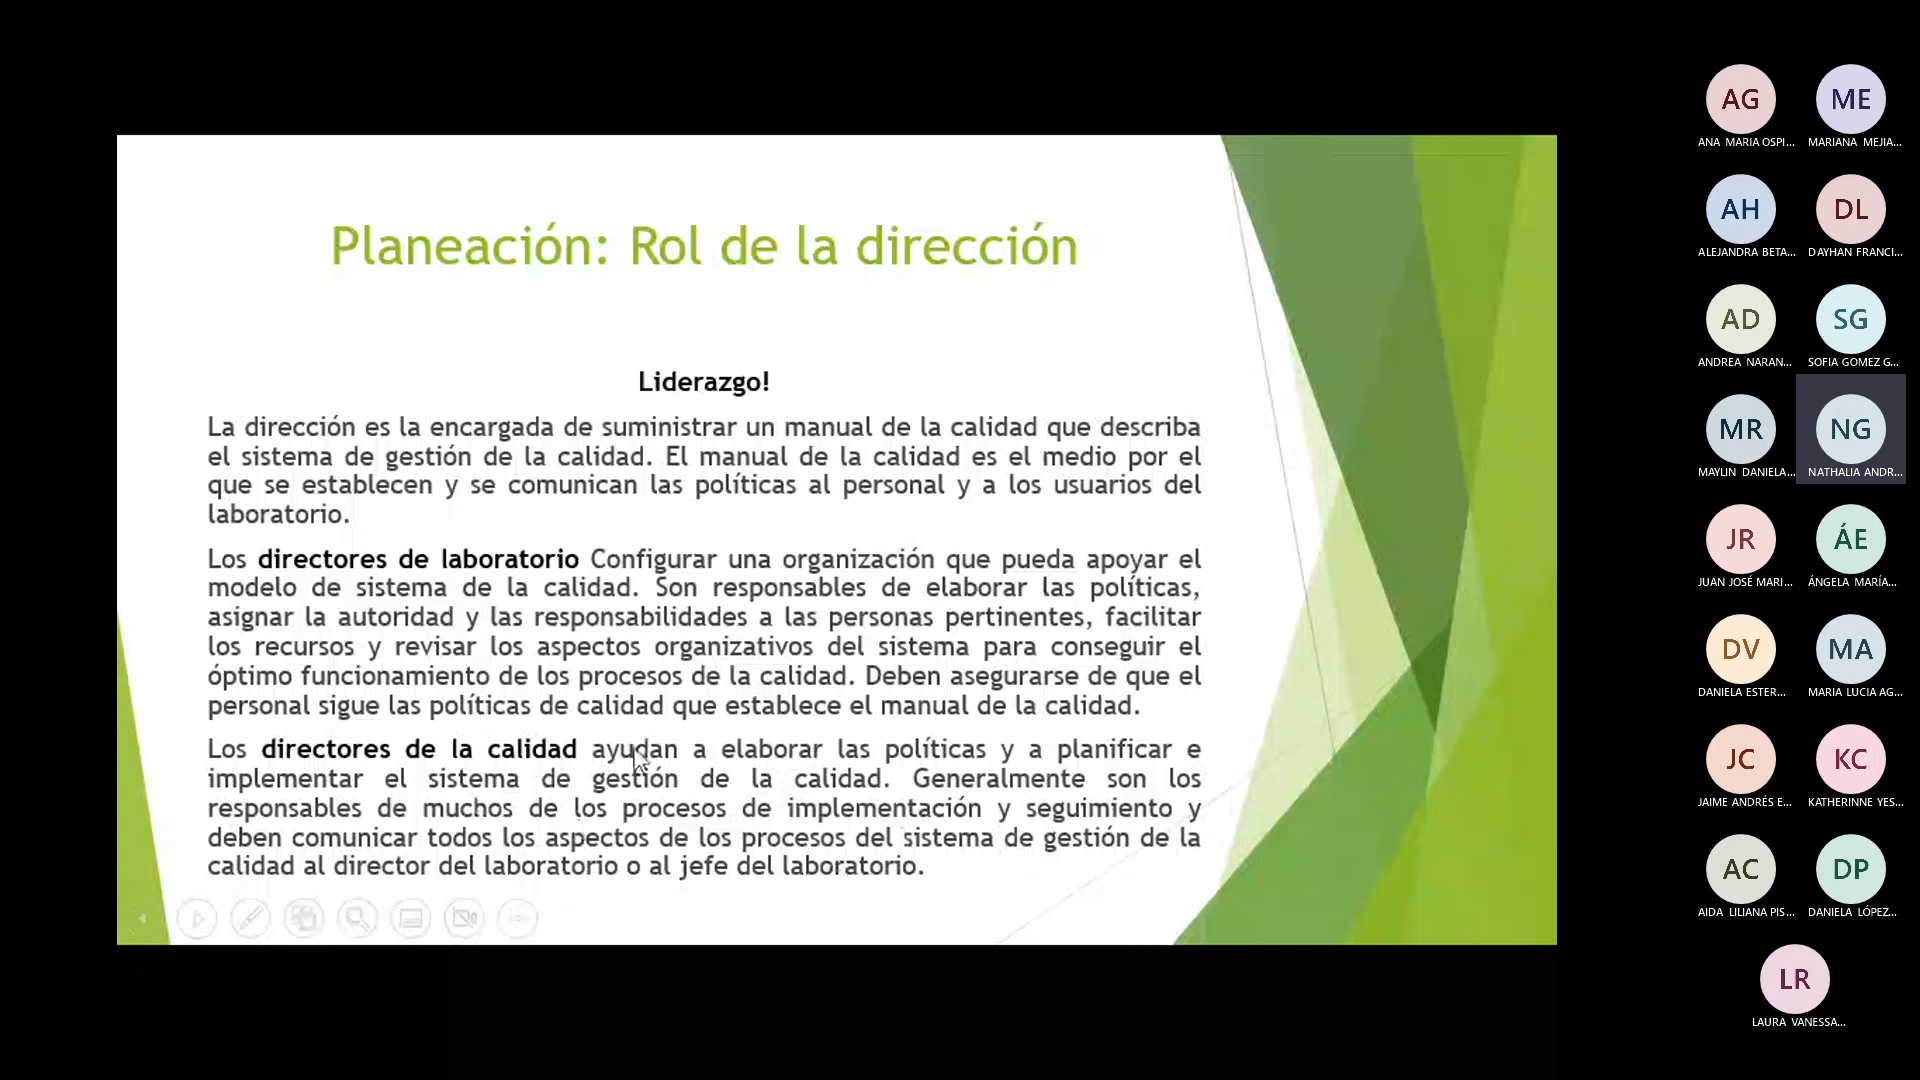 Planeación: Rol de la dirección
Liderazgo!
La dirección es la encargada de suministrar un manual de la calidad que describa
el sistema de gestión de la calidad. El manual de la calidad es el medio por el
que se establecen y se comunican las políticas al personal y a los usuarios del
laboratorio.
Los directores de laboratorio Configurar una organización que pueda apoyar el
modelo de sistema de la calidad. Son responsables de elaborar las políticas,
asignar la autoridad y las responsabilidades a las personas pertinentes, facilitar
los recursos y revisar los aspectos organizativos del sistema para conseguir el
óptimo funcionamiento de los procesos de la calidad. Deben asegurarse de que el
personal sigue las políticas de calidad que establece el manual de la calidad.
Los directores de la calidad ayudan a elaborar las políticas y a planificar e
implementar el sistema de gestión de la calidad. Generalmente son los
responsables de muchos de los procesos de implementación y seguimiento y
deben comunicar todos los aspectos de los procesos del sistema de gestión de la
calidad al director del laboratorio o al jefe del laboratorio.
AG ME
ANA MARIA OSPI... MARIANA MEJIA...
AH DL
ALEJANDRA BETA... DAYHAN FRANCI...
AD SG
ANDREA NARAN... SOFIA GOMEZ G...
MR NG
MAYLIN DANIELA... NATHALIA ANDR...
JR ÁE
JUAN JOSÉ MARI... ÁNGELA MARÍA...
DV MA
DANIELA ESTER... MARIA LUCIA AG...
JC KC
JAIME ANDRÉS E... KATHERINNE YES...
AC DP
AIDA LILIANA PIS... DANIELA LÓPEZ...
LR
LAURA VANESSA...